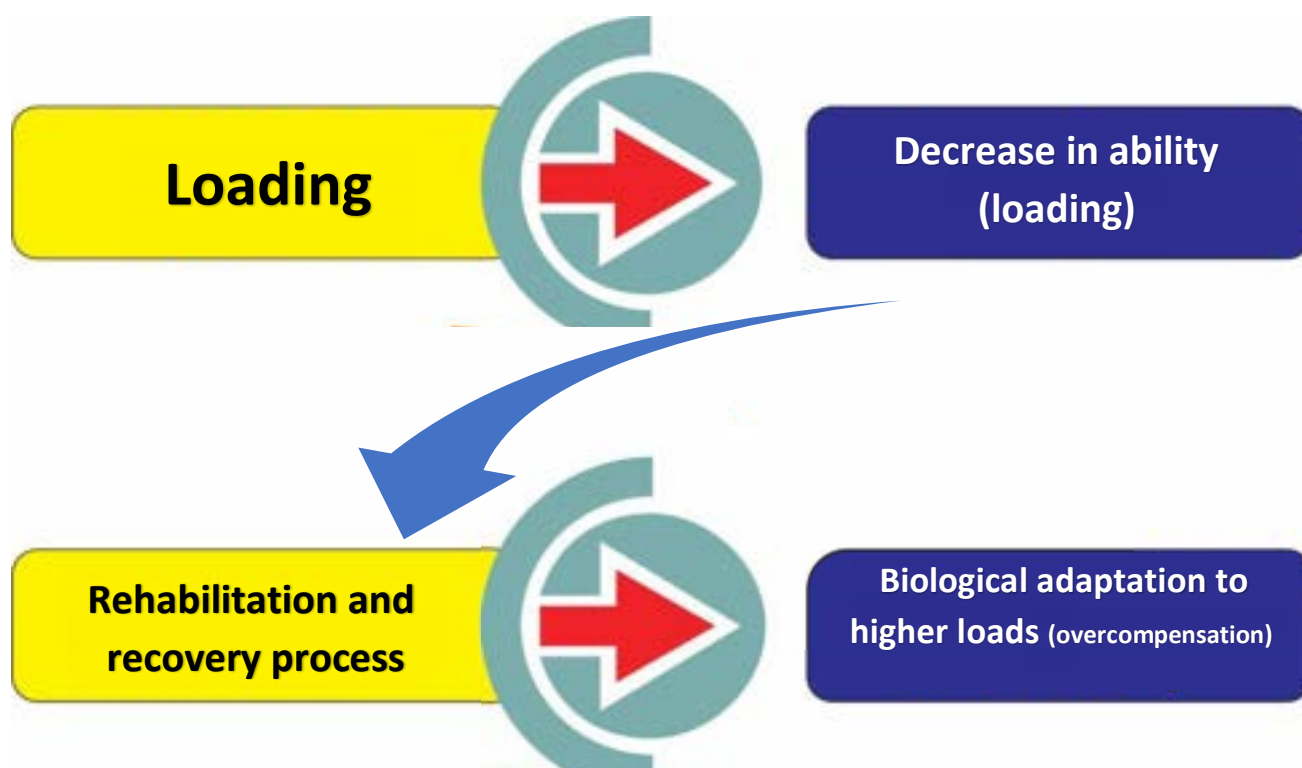 Loading
Decrease in ability
(loading)
Rehabilitation and
recovery process
Biological adaptation to
higher loads (overcompensation)